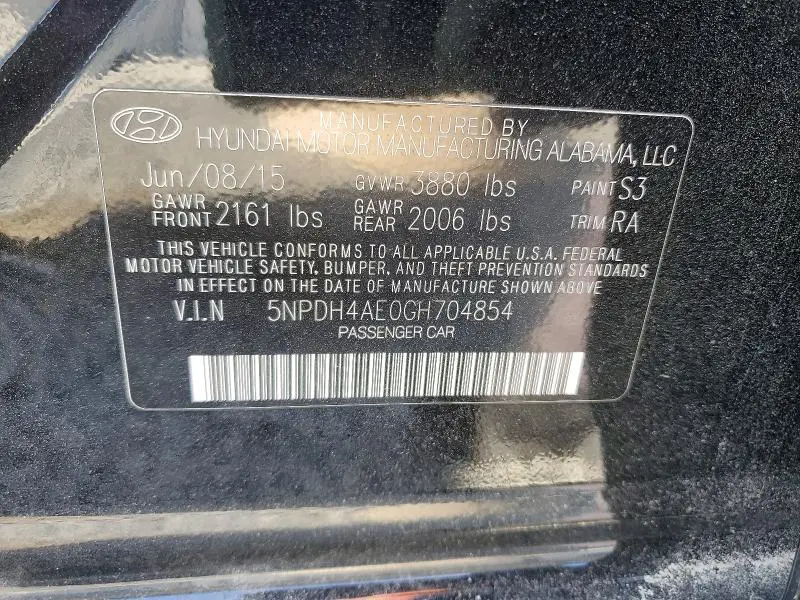 MANUFACTURED BY
HYUNDAI MOTOR MANUFACTURING ALABAMA, LLC
Jun/08/15 GVWR 3880 lbs PAINT S3
GAWR FRONT 2161 lbs GAWR REAR 2006 lbs TRIM RA
THIS VEHICLE CONFORMS TO ALL APPLICABLE U.S.A. FEDERAL
MOTOR VEHICLE SAFETY, BUMPER, AND THEFT PREVENTION STANDARDS
IN EFFECT ON THE DATE OF MANUFACTURE SHOWN ABOVE.
V.I.N 5NPDH4AE0GH704854
PASSENGER CAR